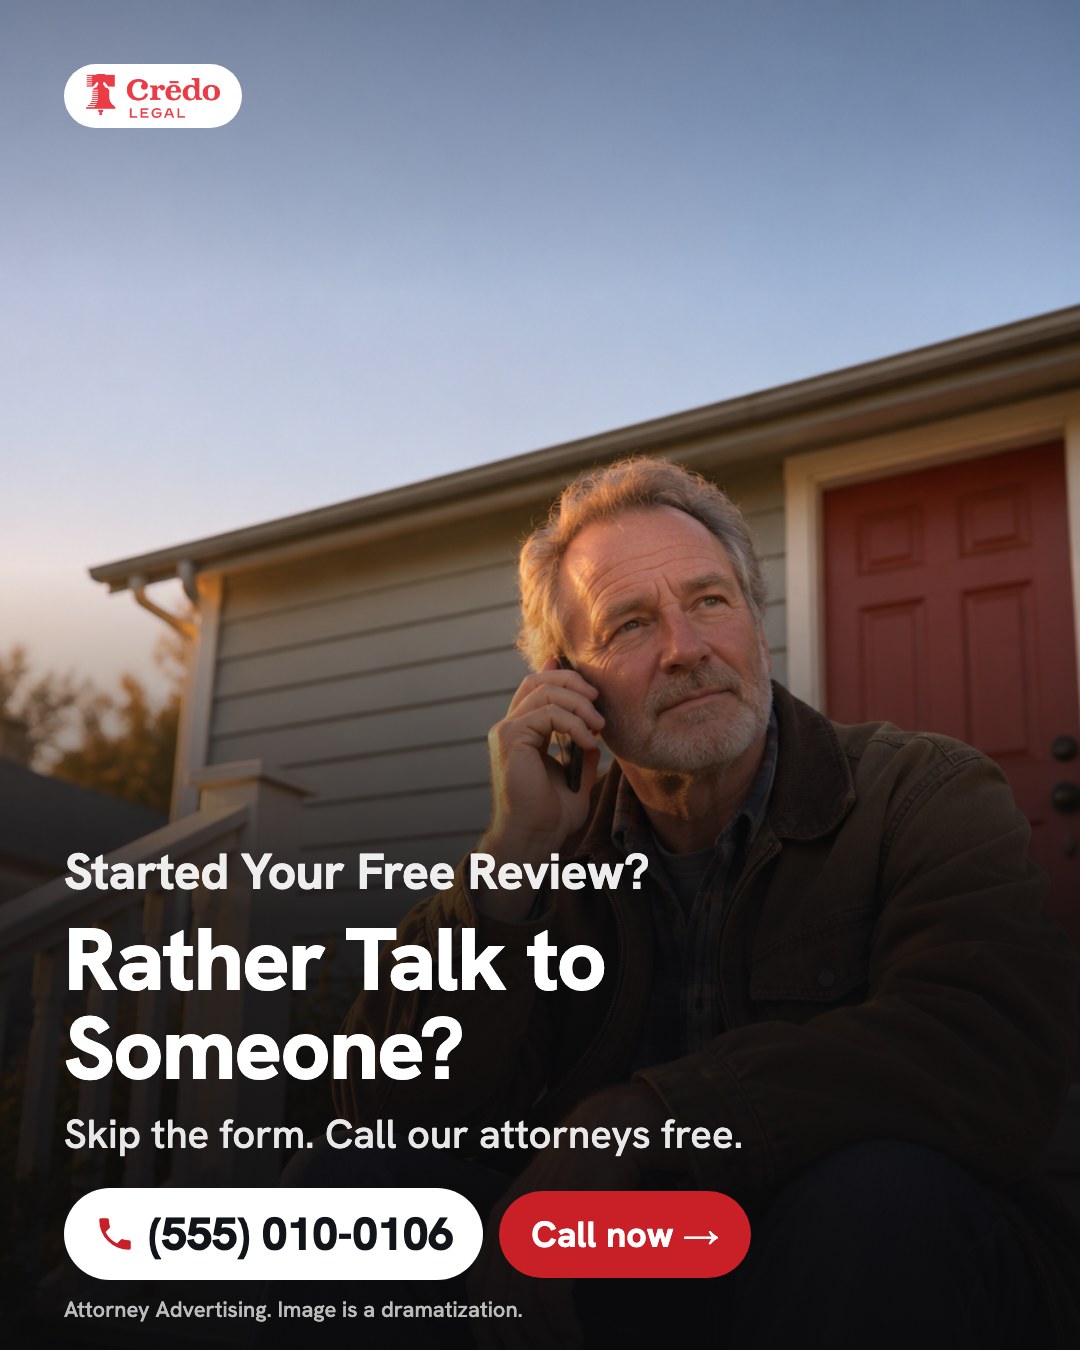 Crēdo
LEGAL
Started Your Free Review?
Rather Talk to
Someone?
Skip the form. Call our attorneys free.
(555) 010-0106
Call now →
Attorney Advertising. Image is a dramatization.